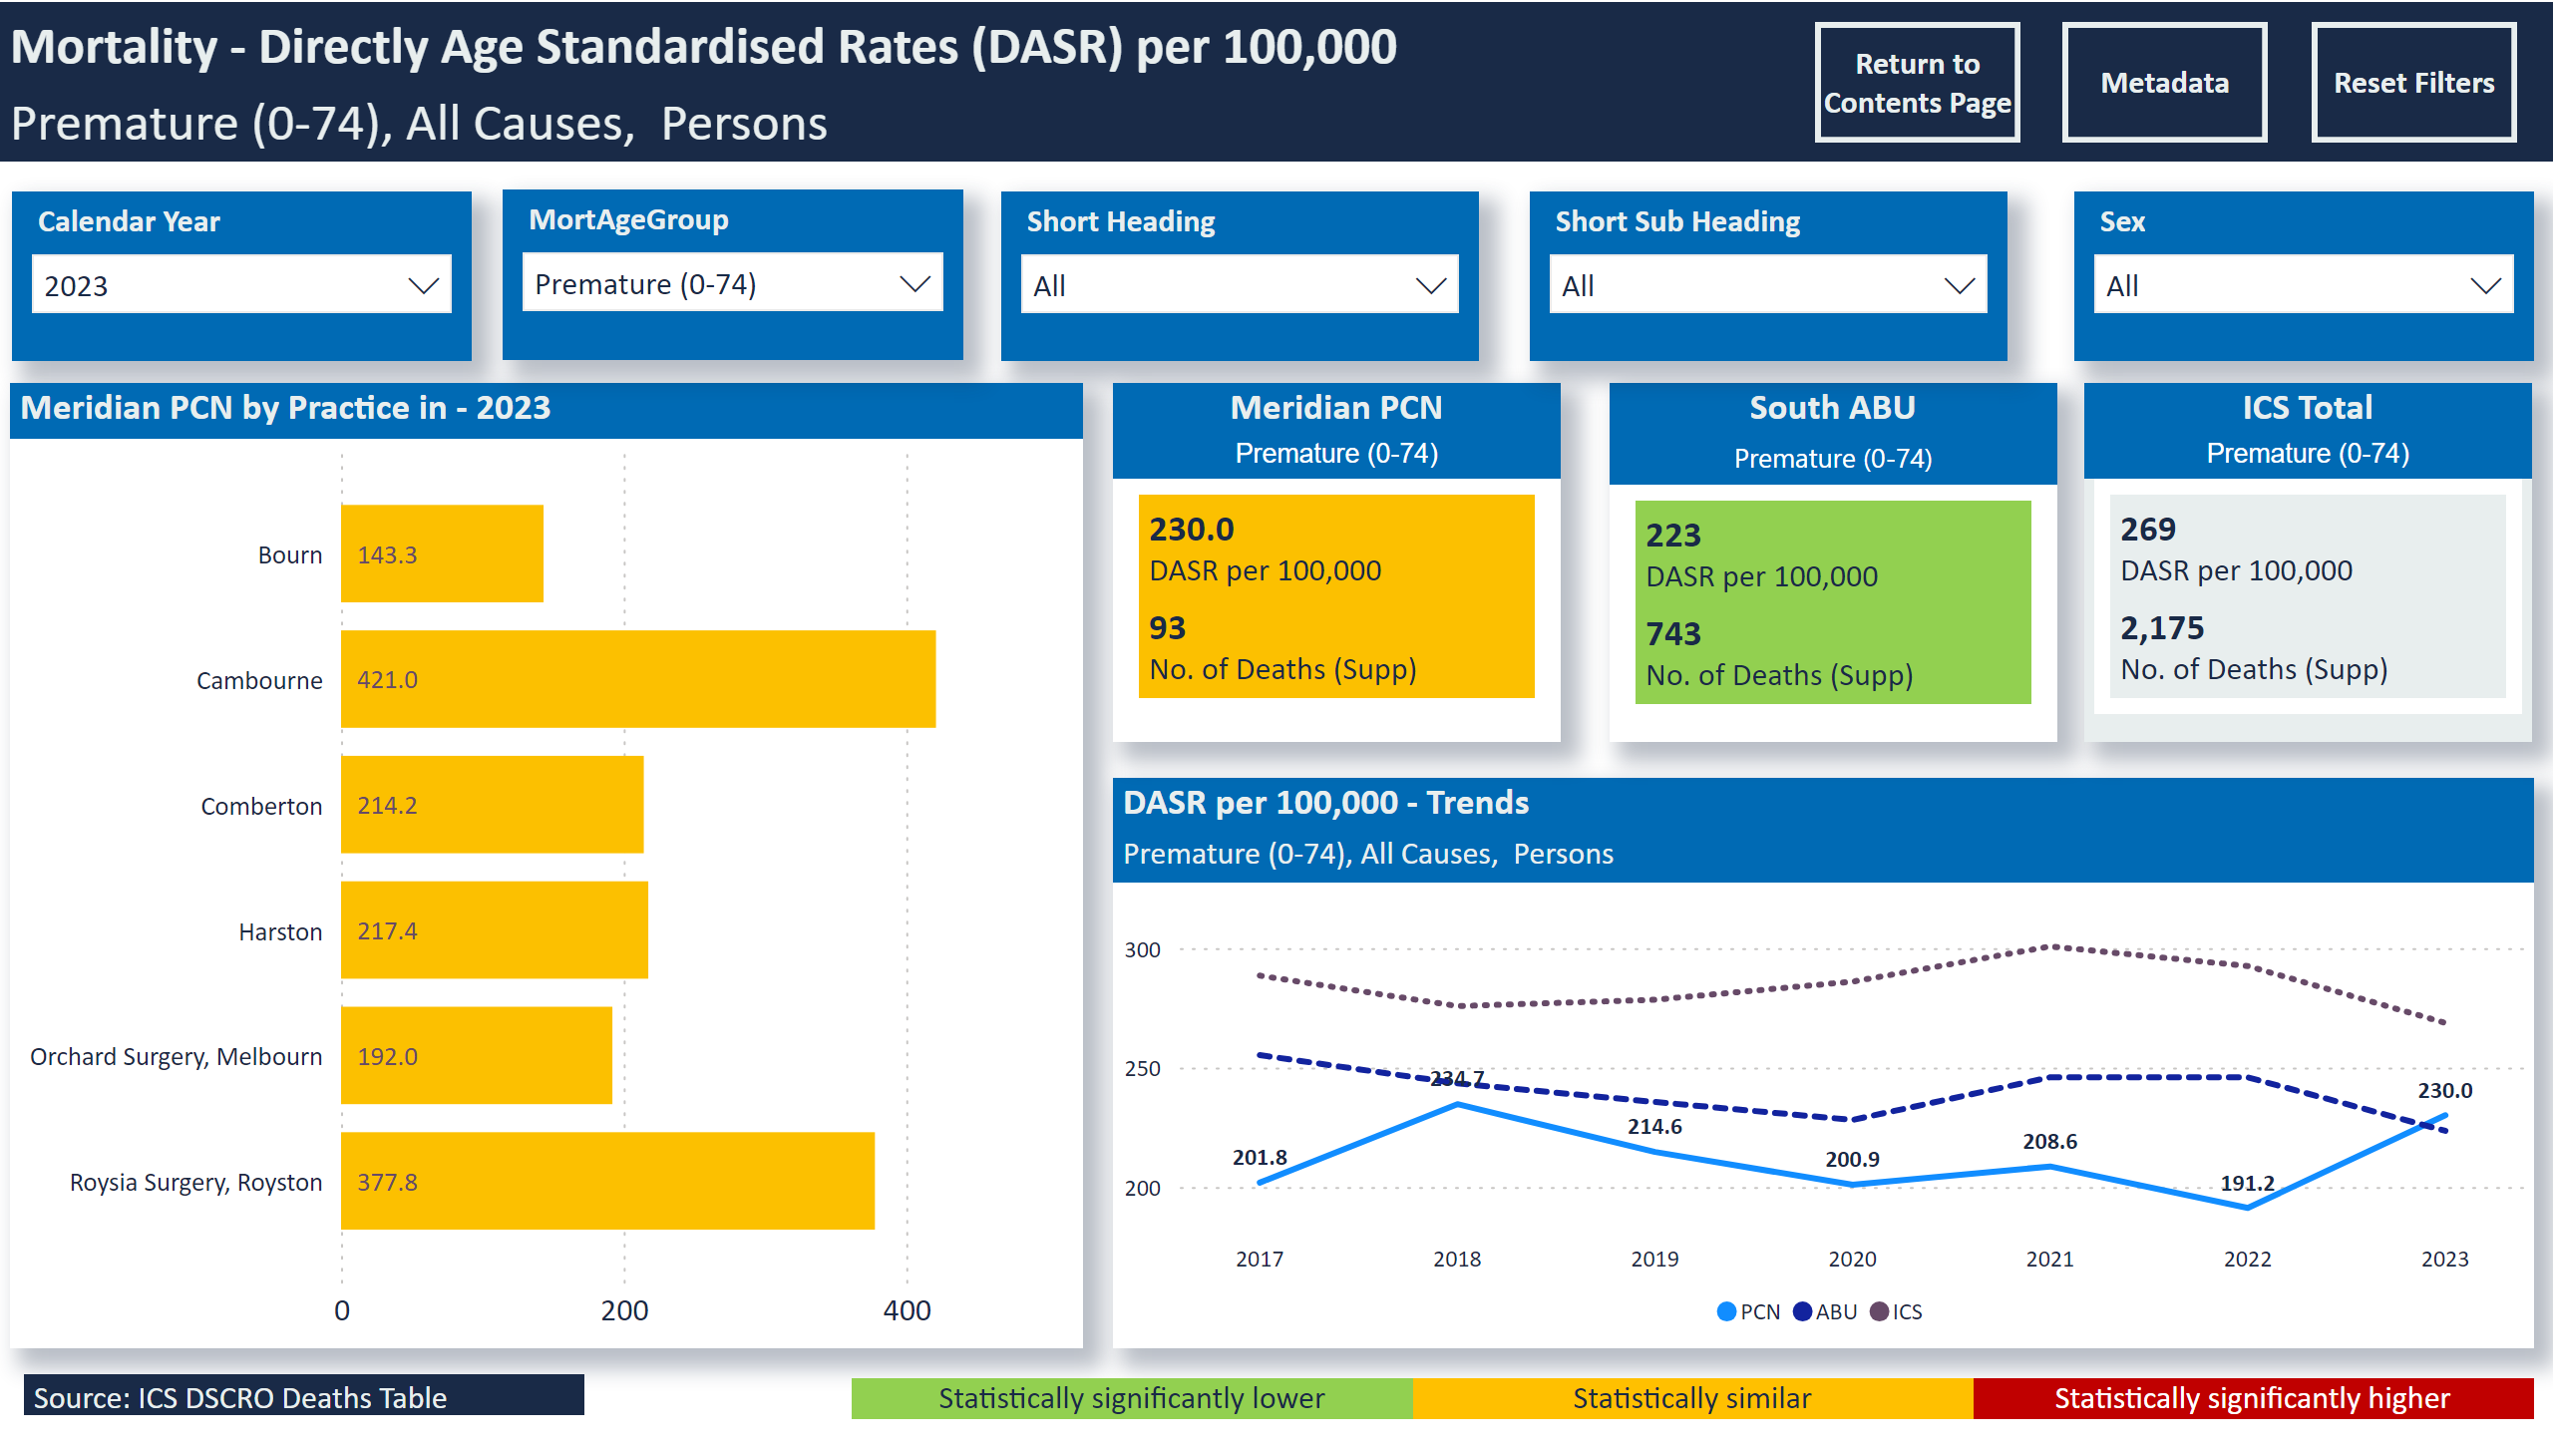 Mortality - Directly Age Standardised Rates (DASR) per 100,000
Premature (0-74), All Causes,  Persons
Return to
Contents Page
Metadata
Reset Filters
Calendar Year
2023
MortAgeGroup
Premature (0-74)
Short Heading
All
Short Sub Heading
All
Sex
All
Meridian PCN by Practice in - 2023
Bourn
143.3
Cambourne
421.0
Comberton
214.2
Harston
217.4
Orchard Surgery, Melbourn
192.0
Roysia Surgery, Royston
377.8
0
200
400
Meridian PCN
Premature (0-74)
230.0
DASR per 100,000
93
No. of Deaths (Supp)
South ABU
Premature (0-74)
223
DASR per 100,000
743
No. of Deaths (Supp)
ICS Total
Premature (0-74)
269
DASR per 100,000
2,175
No. of Deaths (Supp)
DASR per 100,000 - Trends
Premature (0-74), All Causes,  Persons
300
250
200
201.8
234.7
214.6
200.9
208.6
191.2
230.0
2017
2018
2019
2020
2021
2022
2023
PCN
ABU
ICS
Source: ICS DSCRO Deaths Table
Statistically significantly lower
Statistically similar
Statistically significantly higher